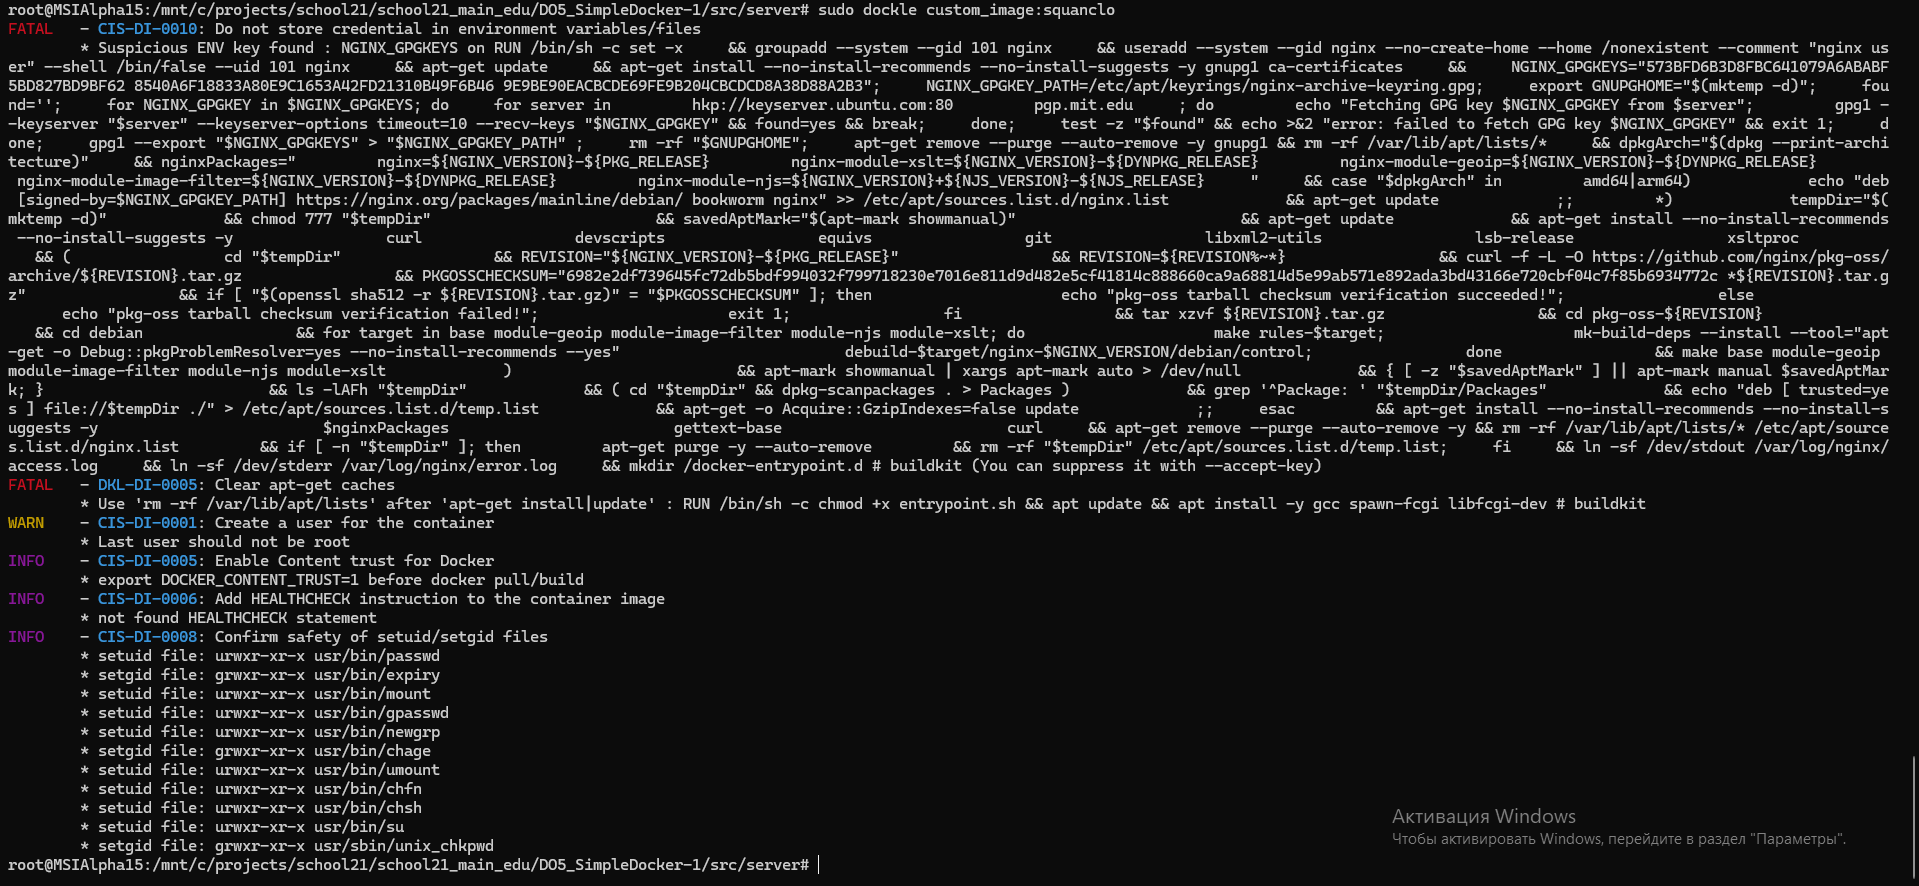 root@MSIAlpha15:/mnt/c/projects/school21/school21_main_edu/DO5_SimpleDocker-1/src/server# sudo dockle custom_image:squanclo
FATAL - CIS-DI-0010: Do not store credential in environment variables/files
* Suspicious ENV key found : NGINX_GPGKEYS on RUN /bin/sh -c set -x && groupadd --system --gid 101 nginx && useradd --system --gid nginx --no-create-home --home /nonexistent --comment "nginx us
er" --shell /bin/false --uid 101 nginx && apt-get update && apt-get install --no-install-recommends --no-install-suggests -y gnupg1 ca-certificates && NGINX_GPGKEYS="573BFD6B3D8FBC641079A6ABABF
5BD827BD9BF62 8540A6F18833A80E9C1653A42FD21310B49F6B46 9E9BE90EACBCDE69FE9B204CBCDCD8A38D88A2B3"; NGINX_GPGKEY_PATH=/etc/apt/keyrings/nginx-archive-keyring.gpg; export GNUPGHOME="$(mktemp -d)"; fou
nd=''; for NGINX_GPGKEY in $NGINX_GPGKEYS; do for server in hkp://keyserver.ubuntu.com:80 pgp.mit.edu ; do echo "Fetching GPG key $NGINX_GPGKEY from $server"; gpg1 -
-keyserver "$server" --keyserver-options timeout=10 --recv-keys "$NGINX_GPGKEY" && found=yes && break; done; test -z "$found" && echo >&2 "error: failed to fetch GPG key $NGINX_GPGKEY" && exit 1; d
one; gpg1 --export "$NGINX_GPGKEYS" > "$NGINX_GPGKEY_PATH" ; rm -rf "$GNUPGHOME"; apt-get remove --purge --auto-remove -y gnupg1 && rm -rf /var/lib/apt/lists/* && dpkgArch="$(dpkg --print-archi
tecture)" && nginxPackages=" nginx=${NGINX_VERSION}-${PKG_RELEASE} nginx-module-xslt=${NGINX_VERSION}-${DYNPKG_RELEASE} nginx-module-geoip=${NGINX_VERSION}-${DYNPKG_RELEASE}
nginx-module-image-filter=${NGINX_VERSION}-${DYNPKG_RELEASE} nginx-module-njs=${NGINX_VERSION}+${NJS_VERSION}-${NJS_RELEASE} " && case "$dpkgArch" in amd64|arm64) echo "deb
[signed-by=$NGINX_GPGKEY_PATH] https://nginx.org/packages/mainline/debian/ bookworm nginx" >> /etc/apt/sources.list.d/nginx.list && apt-get update ;; *) tempDir="$(
mktemp -d)" && chmod 777 "$tempDir" && savedAptMark="$(apt-mark showmanual)" && apt-get update && apt-get install --no-install-recommends
--no-install-suggests -y curl devscripts equivs git libxml2-utils lsb-release xsltproc
&& ( cd "$tempDir" && REVISION="${NGINX_VERSION}-${PKG_RELEASE}" && REVISION=${REVISION%~*} && curl -f -L -O https://github.com/nginx/pkg-oss/
archive/${REVISION}.tar.gz && PKGOSSCHECKSUM="6982e2df739645fc72db5bdf994032f799718230e7016e811d9d482e5cf41814c888660ca9a68814d5e99ab571e892ada3bd43166e720cbf04c7f85b6934772c *${REVISION}.tar.g
z" && if [ "$(openssl sha512 -r ${REVISION}.tar.gz)" = "$PKGOSSCHECKSUM" ]; then echo "pkg-oss tarball checksum verification succeeded!"; else
echo "pkg-oss tarball checksum verification failed!"; exit 1; fi && tar xzvf ${REVISION}.tar.gz && cd pkg-oss-${REVISION}
&& cd debian && for target in base module-geoip module-image-filter module-njs module-xslt; do make rules-$target; mk-build-deps --install --tool="apt
-get -o Debug::pkgProblemResolver=yes --no-install-recommends --yes" debuild-$target/nginx-$NGINX_VERSION/debian/control; done && make base module-geoip
module-image-filter module-njs module-xslt ) && apt-mark showmanual | xargs apt-mark auto > /dev/null && { [ -z "$savedAptMark" ] || apt-mark manual $savedAptMar
k; } && ls -lAFh "$tempDir" && ( cd "$tempDir" && dpkg-scanpackages . > Packages ) && grep '^Package: ' "$tempDir/Packages" && echo "deb [ trusted=ye
s ] file://$tempDir ./" > /etc/apt/sources.list.d/temp.list && apt-get -o Acquire::GzipIndexes=false update ;; esac && apt-get install --no-install-recommends --no-install-s
uggests -y $nginxPackages gettext-base curl && apt-get remove --purge --auto-remove -y && rm -rf /var/lib/apt/lists/* /etc/apt/source
s.list.d/nginx.list && if [ -n "$tempDir" ]; then apt-get purge -y --auto-remove && rm -rf "$tempDir" /etc/apt/sources.list.d/temp.list; fi && ln -sf /dev/stdout /var/log/nginx/
access.log && ln -sf /dev/stderr /var/log/nginx/error.log && mkdir /docker-entrypoint.d # buildkit (You can suppress it with --accept-key)
FATAL - DKL-DI-0005: Clear apt-get caches
* Use 'rm -rf /var/lib/apt/lists' after 'apt-get install|update' : RUN /bin/sh -c chmod +x entrypoint.sh && apt update && apt install -y gcc spawn-fcgi libfcgi-dev # buildkit
WARN - CIS-DI-0001: Create a user for the container
* Last user should not be root
INFO - CIS-DI-0005: Enable Content trust for Docker
* export DOCKER_CONTENT_TRUST=1 before docker pull/build
INFO - CIS-DI-0006: Add HEALTHCHECK instruction to the container image
* not found HEALTHCHECK statement
INFO - CIS-DI-0008: Confirm safety of setuid/setgid files
* setuid file: urwxr-xr-x usr/bin/passwd
* setgid file: grwxr-xr-x usr/bin/expiry
* setuid file: urwxr-xr-x usr/bin/mount
* setuid file: urwxr-xr-x usr/bin/gpasswd
* setuid file: urwxr-xr-x usr/bin/newgrp
* setgid file: grwxr-xr-x usr/bin/chage
* setuid file: urwxr-xr-x usr/bin/umount
* setuid file: urwxr-xr-x usr/bin/chfn
* setuid file: urwxr-xr-x usr/bin/chsh
* setuid file: urwxr-xr-x usr/bin/su
* setgid file: grwxr-xr-x usr/sbin/unix_chkpwd
root@MSIAlpha15:/mnt/c/projects/school21/school21_main_edu/DO5_SimpleDocker-1/src/server#
Активация Windows
Чтобы активировать Windows, перейдите в раздел "Параметры".